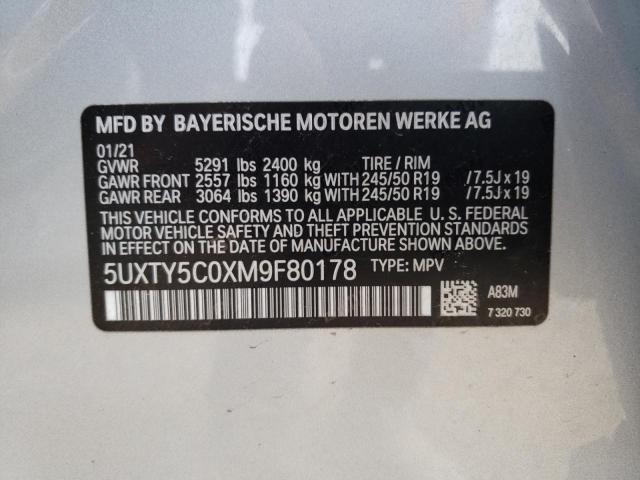 MFD BY BAYERISCHE MOTOREN WERKE AG
01/21
GVWR 5291 lbs 2400 kg TIRE / RIM
GAWR FRONT 2557 lbs 1160 kg WITH 245/50 R19 / 7.5J x 19
GAWR REAR 3064 lbs 1390 kg WITH 245/50 R19 / 7.5J x 19
THIS VEHICLE CONFORMS TO ALL APPLICABLE U. S. FEDERAL
MOTOR VEHICLE SAFETY AND THEFT PREVENTION STANDARDS
IN EFFECT ON THE DATE OF MANUFACTURE SHOWN ABOVE.
5UXTY5C0XM9F80178 TYPE: MPV
A83M
7 320 730